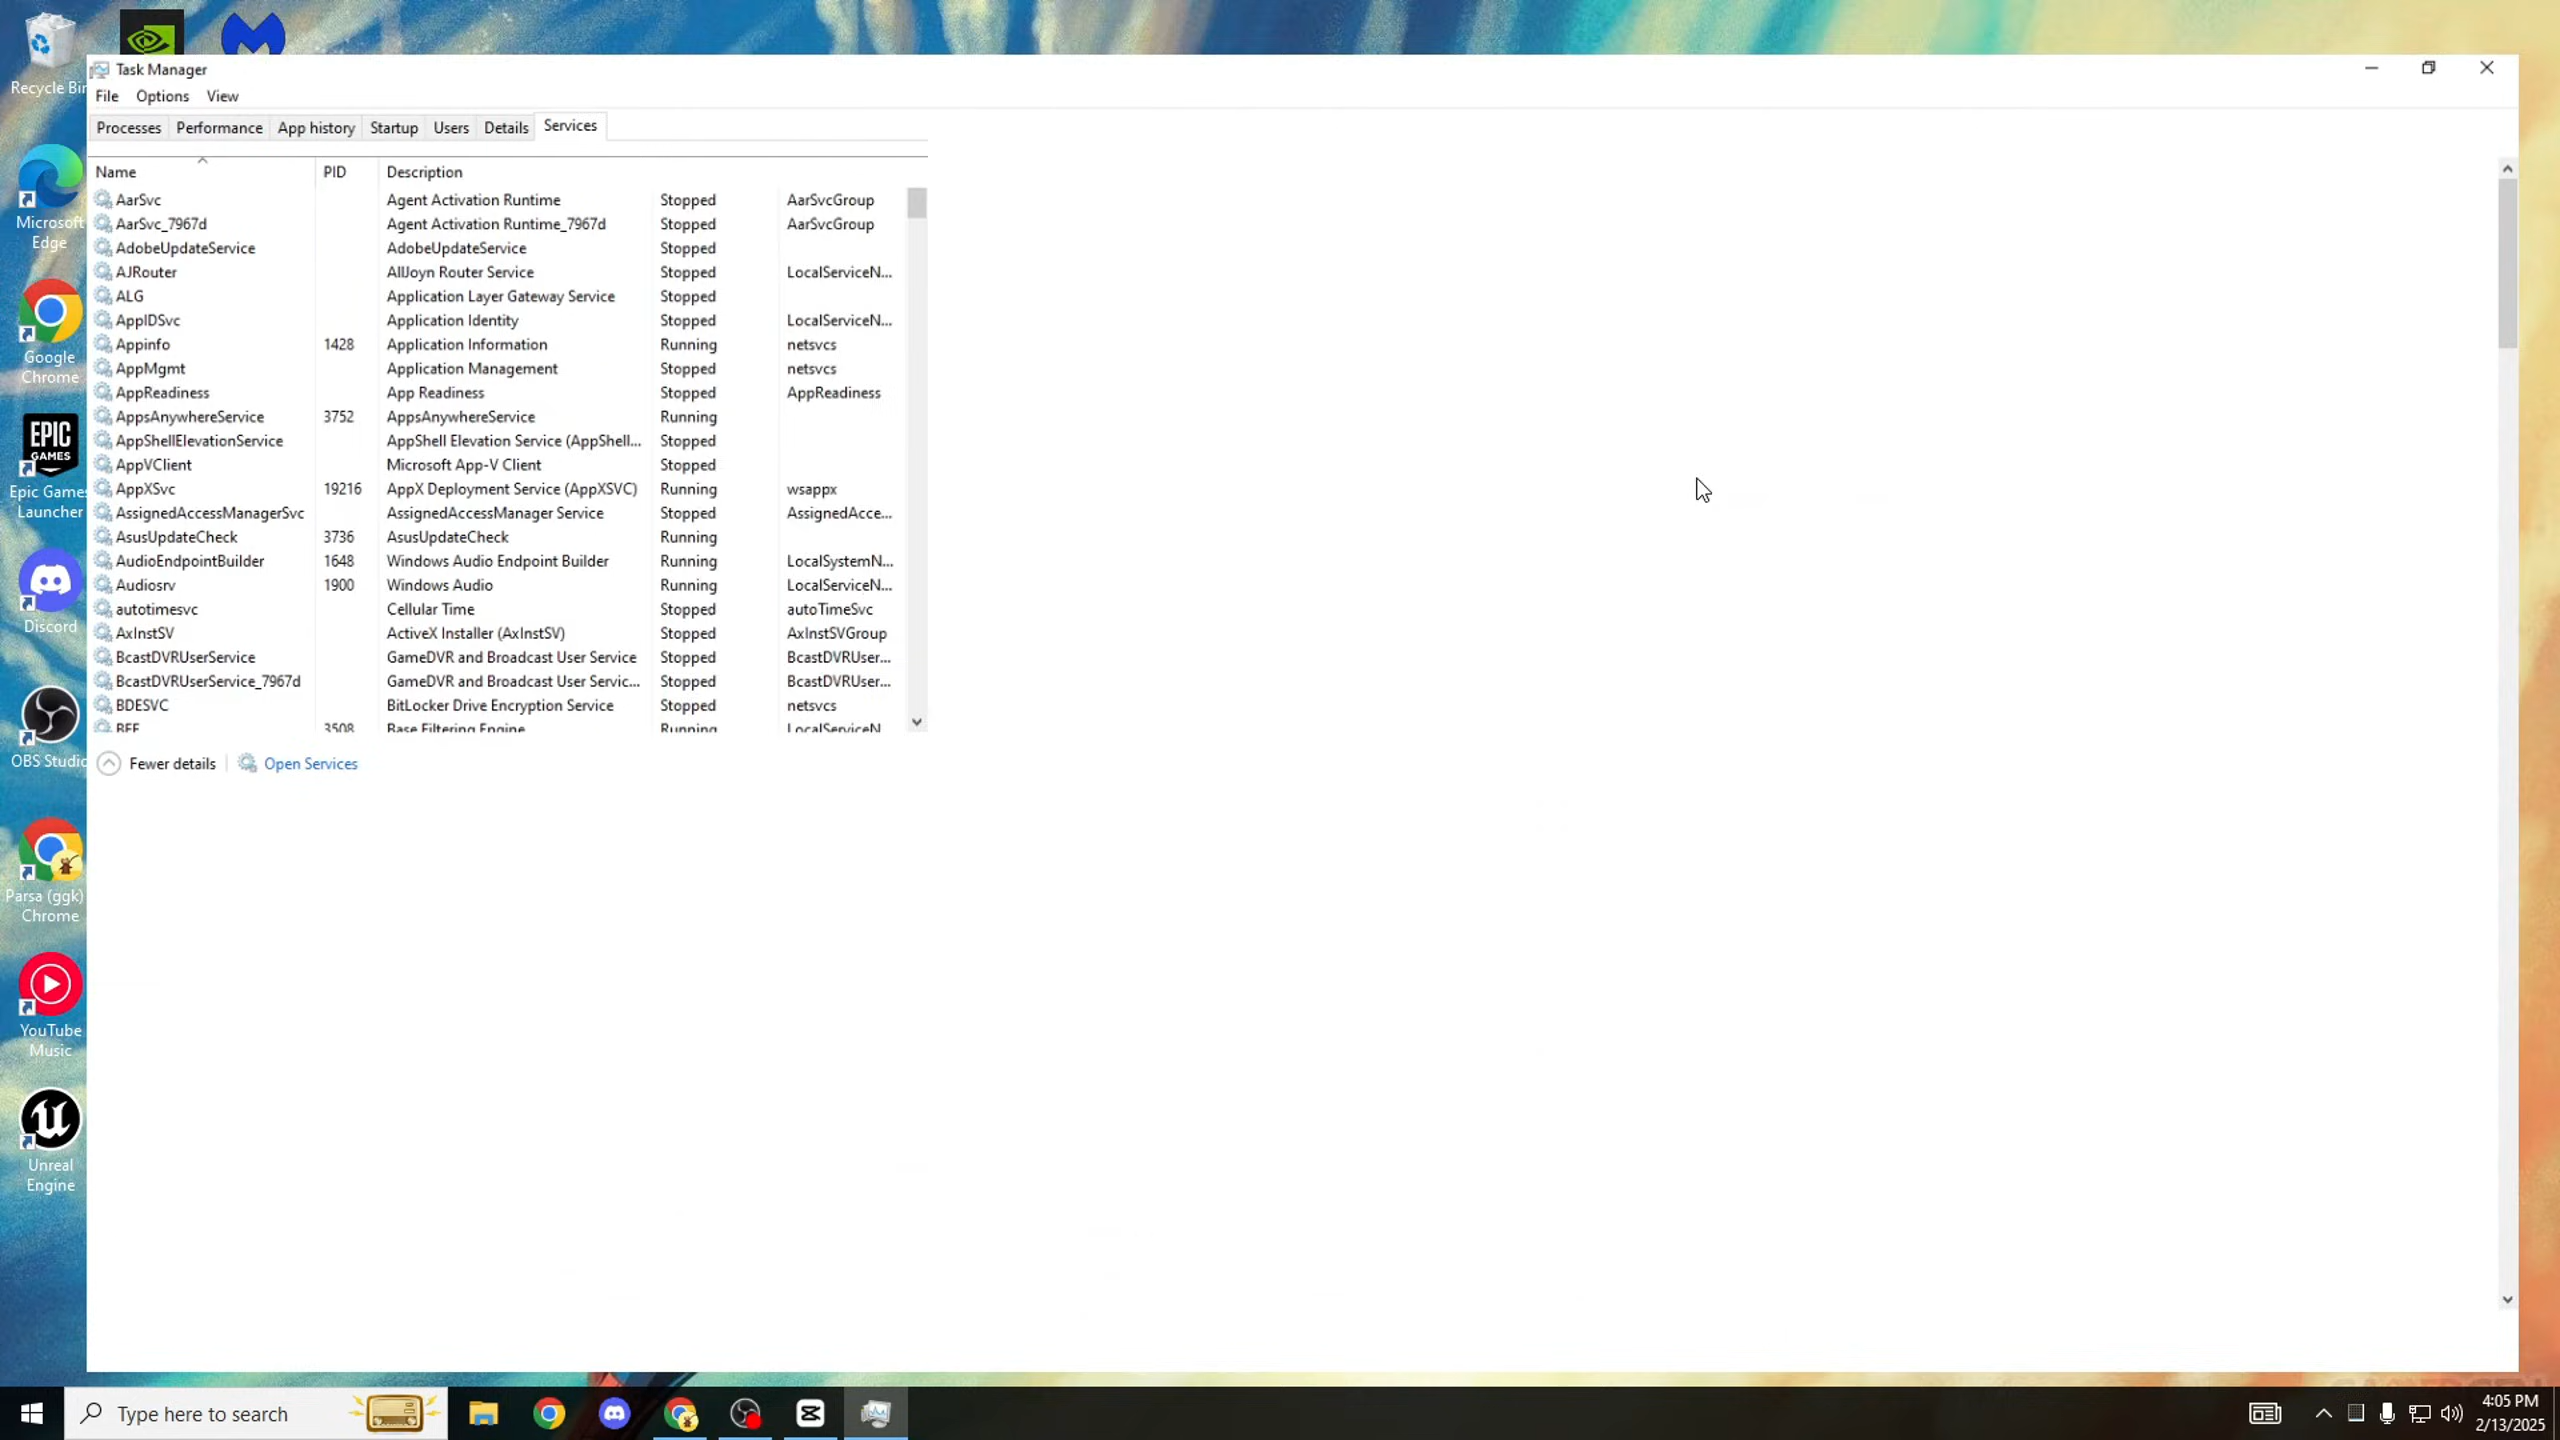 Recycle Bin
Task Manager
File Options View
Processes Performance App history Startup Users Details Services
Name PID Description
AarSvc Agent Activation Runtime Stopped AarSvcGroup
AarSvc_7967d Agent Activation Runtime_7967d Stopped AarSvcGroup
AdobeUpdateService AdobeUpdateService Stopped
AJRouter AllJoyn Router Service Stopped LocalServiceN...
ALG Application Layer Gateway Service Stopped
AppIDSvc Application Identity Stopped LocalServiceN...
Appinfo 1428 Application Information Running netsvcs
AppMgmt Application Management Stopped netsvcs
AppReadiness App Readiness Stopped AppReadiness
AppsAnywhereService 3752 AppsAnywhereService Running
AppShellElevationService AppShell Elevation Service (AppShell... Stopped
AppVClient Microsoft App-V Client Stopped
AppXSvc 19216 AppX Deployment Service (AppXSVC) Running wsappx
AssignedAccessManagerSvc AssignedAccessManager Service Stopped AssignedAcce...
AsusUpdateCheck 3736 AsusUpdateCheck Running
AudioEndpointBuilder 1648 Windows Audio Endpoint Builder Running LocalSystemN...
Audiosrv 1900 Windows Audio Running LocalServiceN...
autotimesvc Cellular Time Stopped autoTimeSvc
AxInstSV ActiveX Installer (AxInstSV) Stopped AxInstSVGroup
BcastDVRUserService GameDVR and Broadcast User Service Stopped BcastDVRUser...
BcastDVRUserService_7967d GameDVR and Broadcast User Servic... Stopped BcastDVRUser...
BDESVC BitLocker Drive Encryption Service Stopped netsvcs
BFE 3508 Base Filtering Engine Running LocalServiceN
Fewer details Open Services
Microsoft
Edge
Google
Chrome
EPIC
GAMES
Epic Games
Launcher
Discord
OBS Studio
Parsa (ggk)
Chrome
YouTube
Music
Unreal
Engine
Type here to search
4:05 PM
2/13/2025